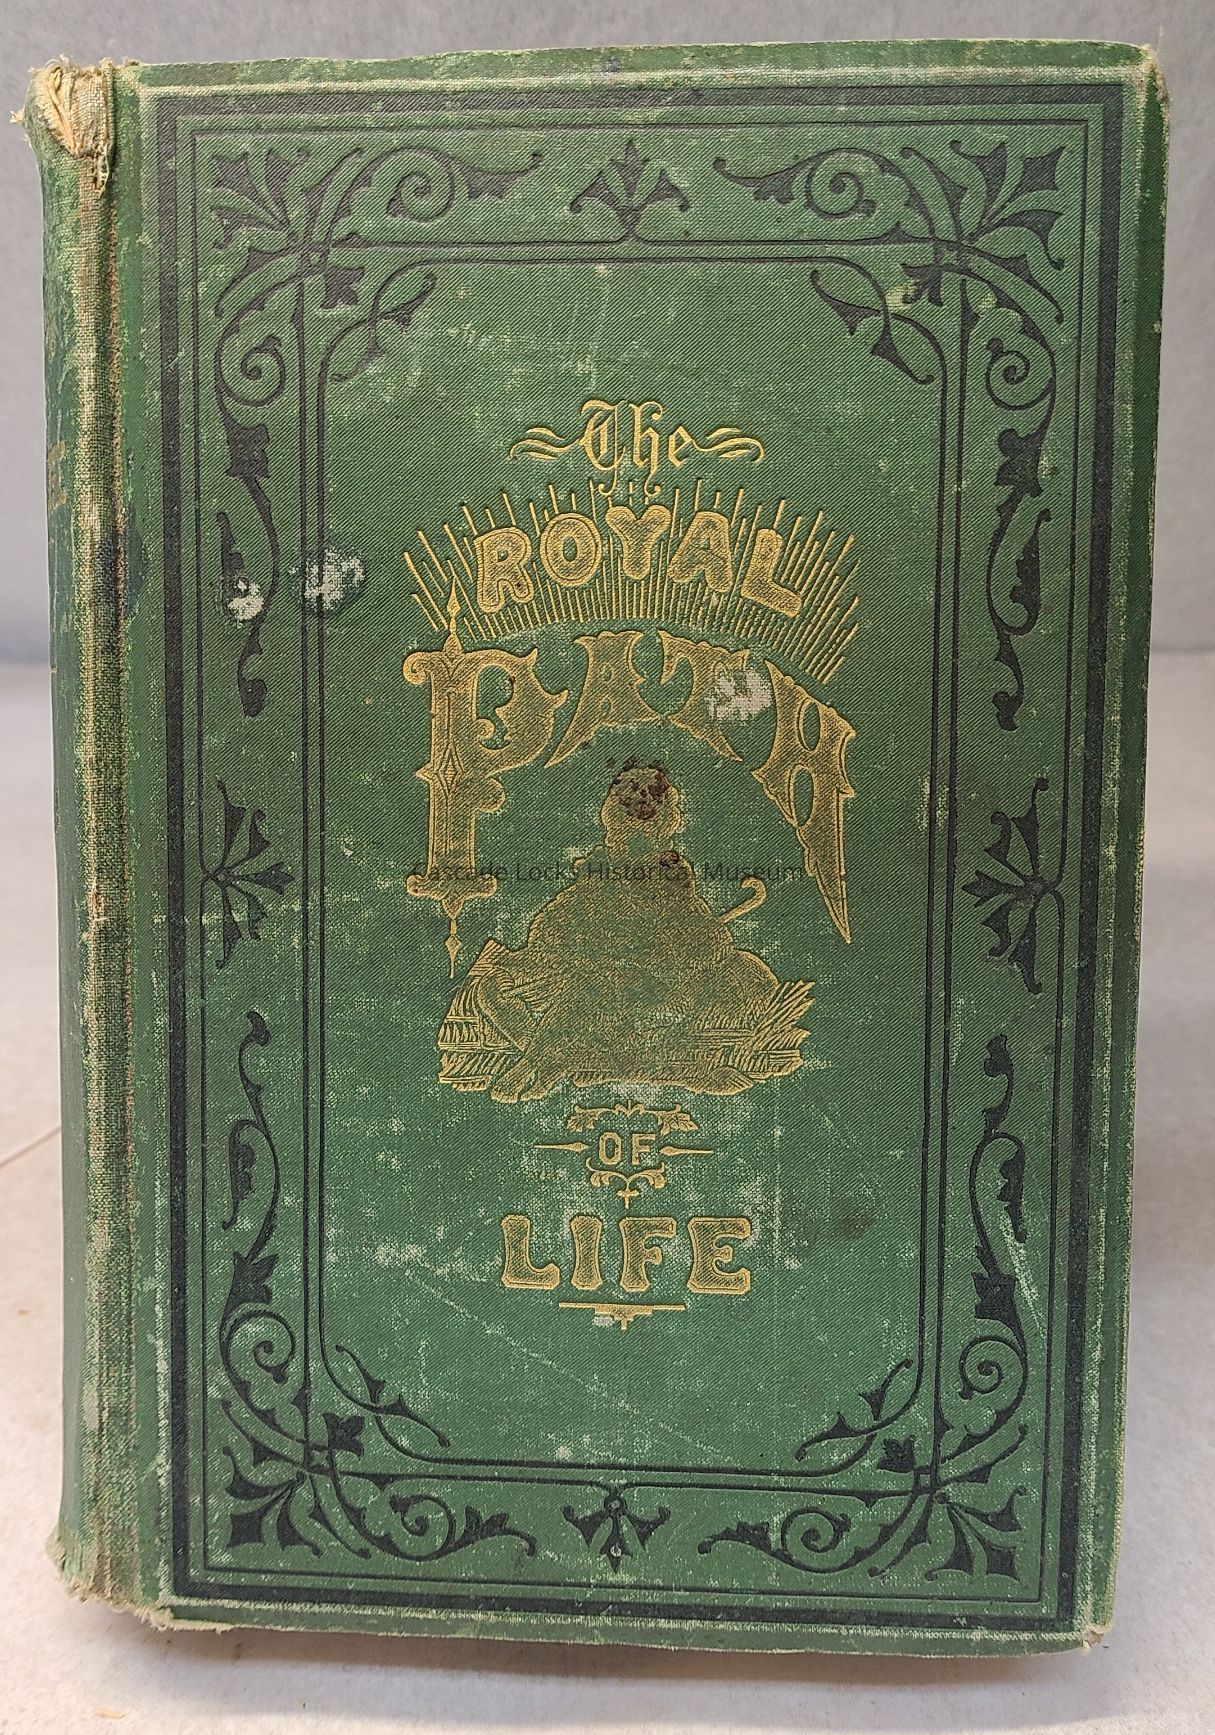 The
ROYAL
PATH
Cascade Locks Historical Museum
OF
LIFE